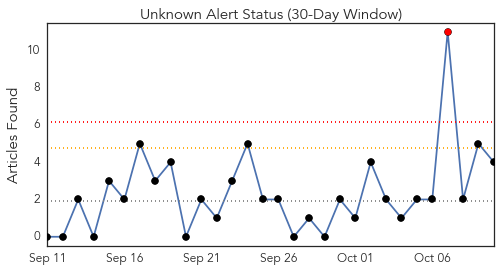 Unknown Alert Status (30-Day Window)
Articles Found
10
8
6
4
2
0
Sep 11 Sep 16 Sep 21 Sep 26 Oct 01 Oct 06